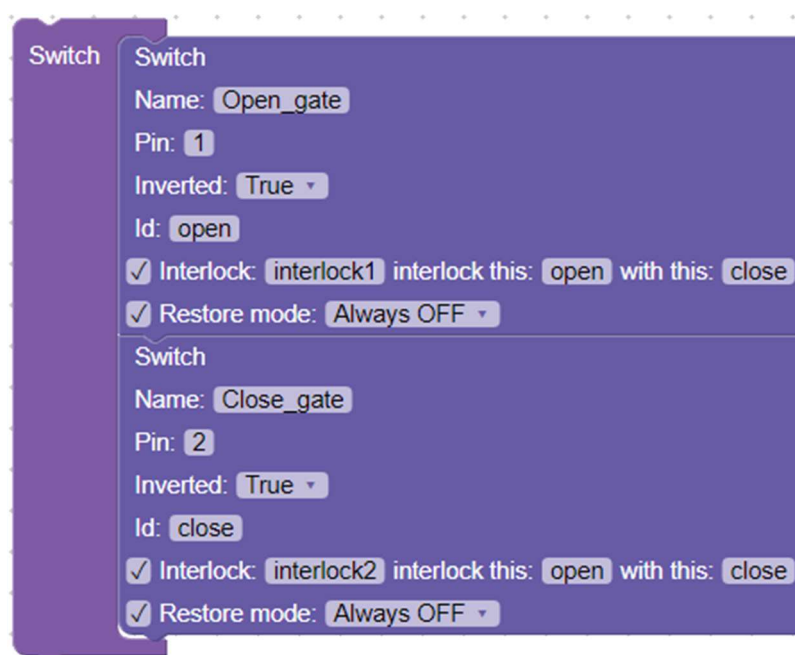 Switch
Switch
Name: Open_gate
Pin: 1
Inverted: True
Id: open
Interlock: interlock1 interlock this: open with this: close
Restore mode: Always OFF
Switch
Name: Close_gate
Pin: 2
Inverted: True
Id: close
Interlock: interlock2 interlock this: open with this: close
Restore mode: Always OFF